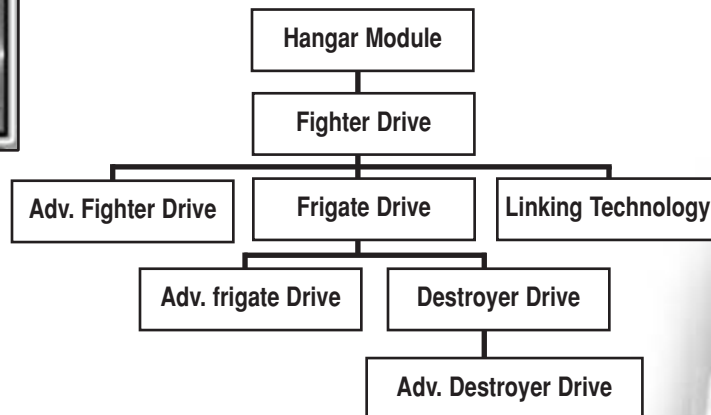 Hangar Module
Fighter Drive
Adv. Fighter Drive
Frigate Drive
Linking Technology
Adv. frigate Drive
Destroyer Drive
Adv. Destroyer Drive